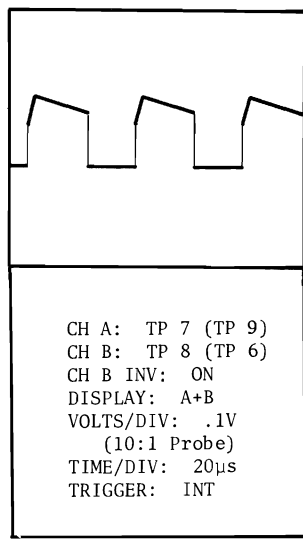 CH A: TP 7 (TP 9)
CH B: TP 8 (TP 6)
CH B INV: ON
DISPLAY: A+B
VOLTS/DIV: .1V
(10:1 Probe)
TIME/DIV: 20µs
TRIGGER: INT